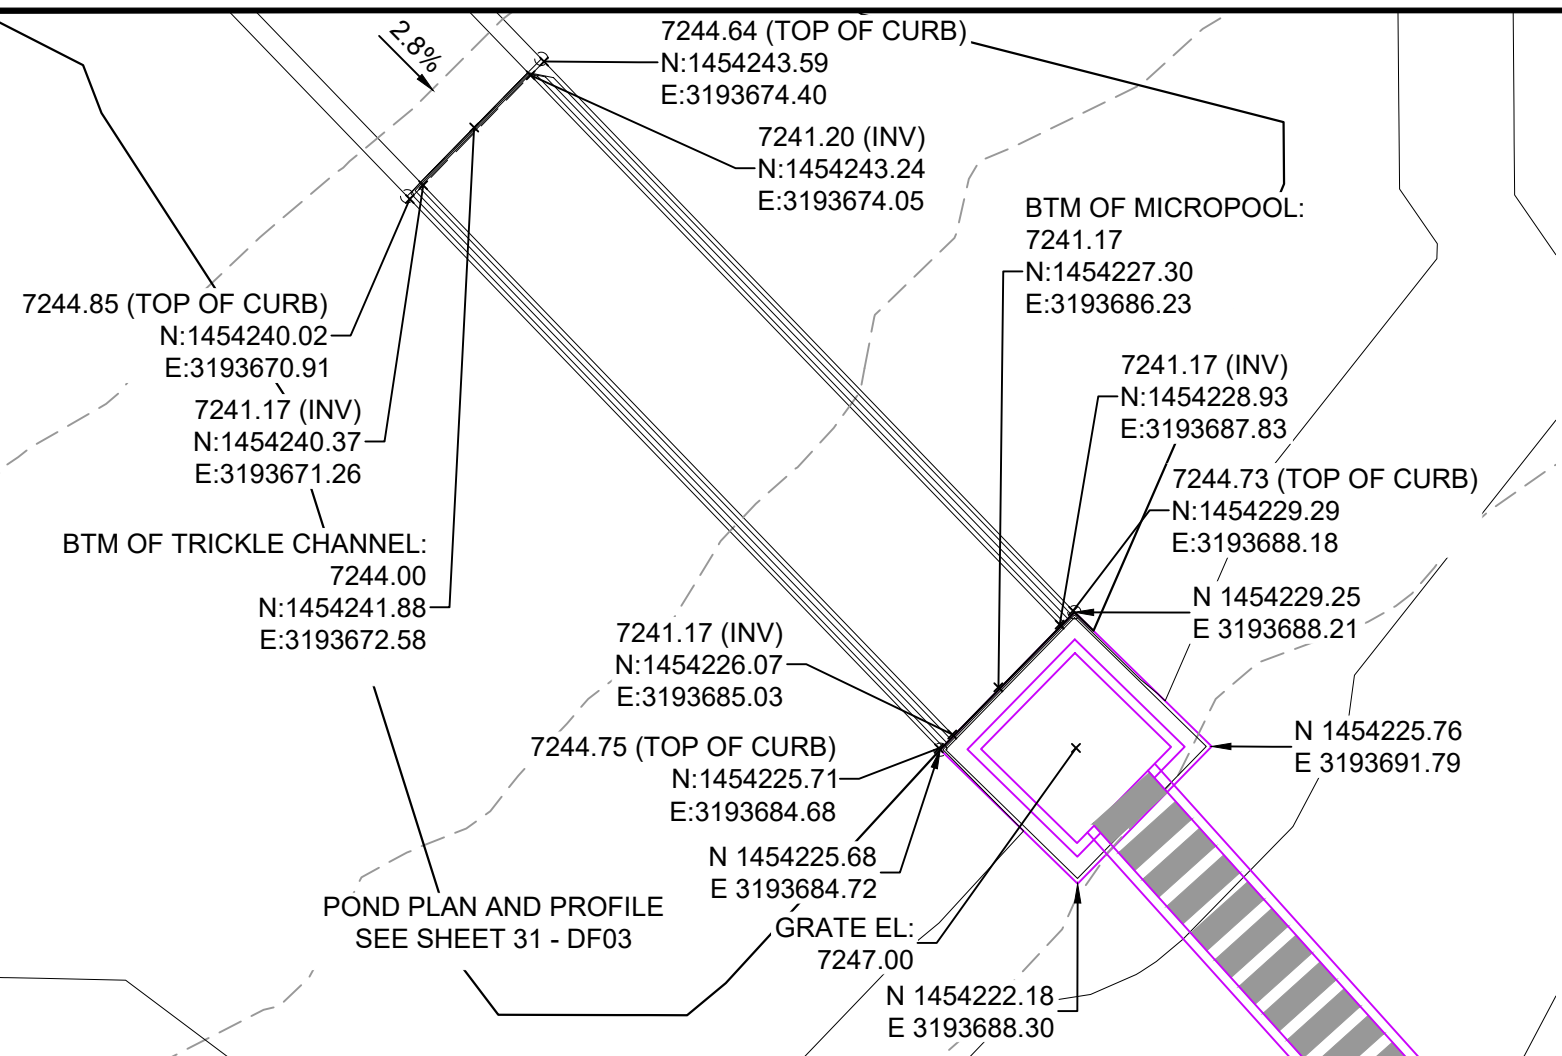 2.8%
7244.64 (TOP OF CURB)
N:1454243.59
E:3193674.40
7241.20 (INV)
N:1454243.24
E:3193674.05
BTM OF MICROPOOL:
7241.17
N:1454227.30
E:3193686.23
7244.85 (TOP OF CURB)
N:1454240.02
E:3193670.91
7241.17 (INV)
N:1454228.93
E:3193687.83
7241.17 (INV)
N:1454240.37
E:3193671.26
7244.73 (TOP OF CURB)
N:1454229.29
E:3193688.18
BTM OF TRICKLE CHANNEL:
7244.00
N:1454241.88
E:3193672.58
N 1454229.25
E 3193688.21
7241.17 (INV)
N:1454226.07
E:3193685.03
7244.75 (TOP OF CURB)
N:1454225.71
E:3193684.68
N 1454225.76
E 3193691.79
N 1454225.68
E 3193684.72
POND PLAN AND PROFILE
SEE SHEET 31 - DF03
GRATE EL:
7247.00
N 1454222.18
E 3193688.30